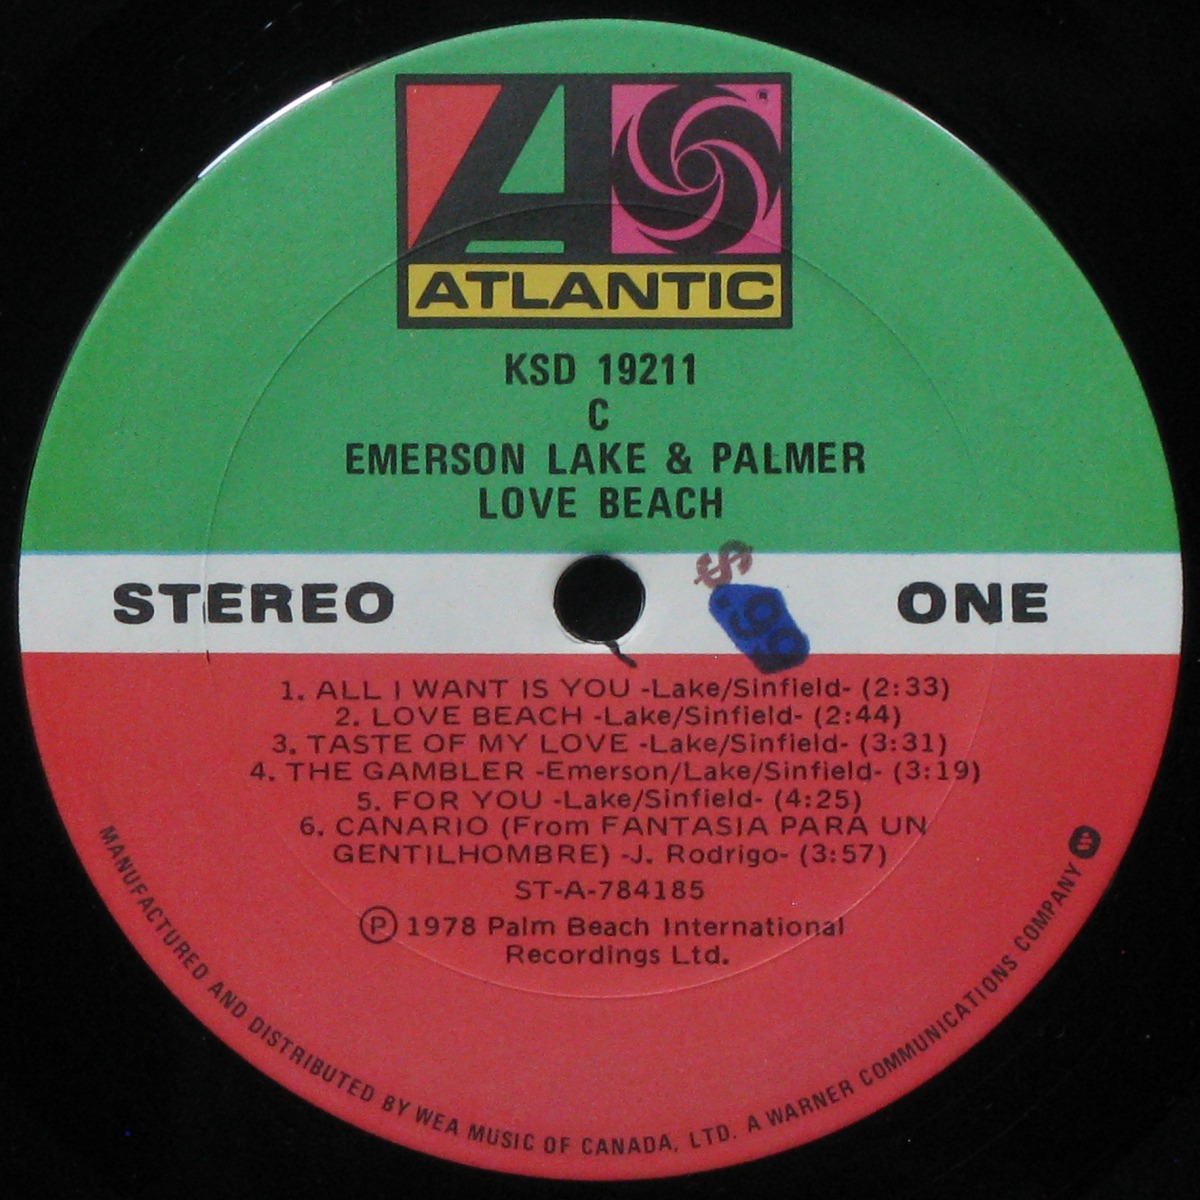 ATLANTIC
KSD 19211
C
EMERSON LAKE & PALMER
LOVE BEACH
STEREO
ONE
$
.99
1. ALL I WANT IS YOU -Lake/Sinfield- (2:33)
2. LOVE BEACH -Lake/Sinfield- (2:44)
3. TASTE OF MY LOVE -Lake/Sinfield- (3:31)
4. THE GAMBLER -Emerson/Lake/Sinfield- (3:19)
5. FOR YOU -Lake/Sinfield- (4:25)
6. CANARIO (From FANTASIA PARA UN
GENTILHOMBRE) -J. Rodrigo- (3:57)
ST-A-784185
Ⓟ 1978 Palm Beach International
Recordings Ltd.
MANUFACTURED AND DISTRIBUTED BY WEA MUSIC OF CANADA, LTD. A WARNER COMMUNICATIONS COMPANY